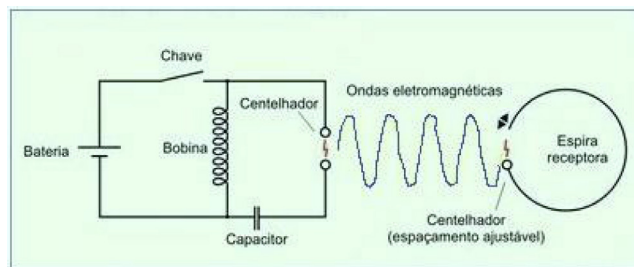 Chave
Centelhador
Ondas eletromagnéticas
Bateria
Bobina
Espira
receptora
Capacitor
Centelhador
(espaçamento ajustável)